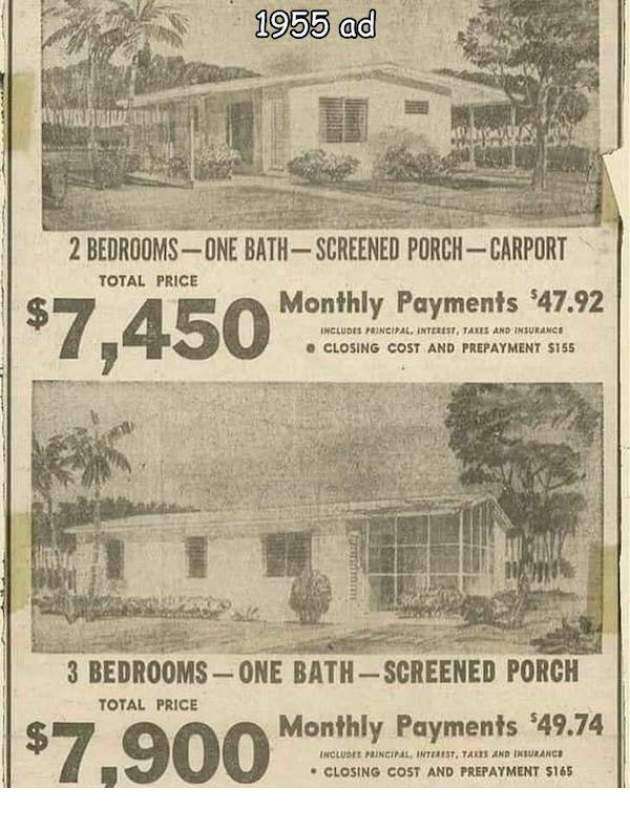 1955 ad
2 BEDROOMS—ONE BATH—SCREENED PORCH—CARPORT
TOTAL PRICE
$7,450
Monthly Payments $47.92
INCLUDES PRINCIPAL, INTEREST, TAXES AND INSURANCE
• CLOSING COST AND PREPAYMENT $155
3 BEDROOMS—ONE BATH—SCREENED PORCH
TOTAL PRICE
$7,900
Monthly Payments $49.74
INCLUDES PRINCIPAL, INTEREST, TAXES AND INSURANCE
• CLOSING COST AND PREPAYMENT $165